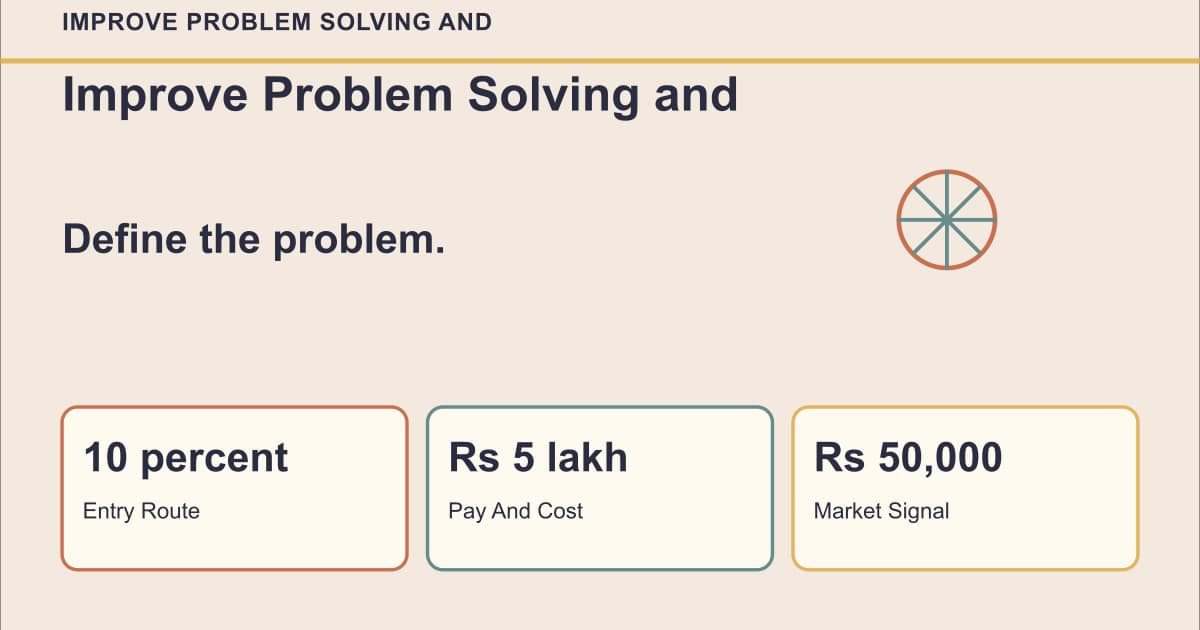 IMPROVE PROBLEM SOLVING AND
Improve Problem Solving and
Define the problem.
10 percent
Entry Route
Rs 5 lakh
Pay And Cost
Rs 50,000
Market Signal